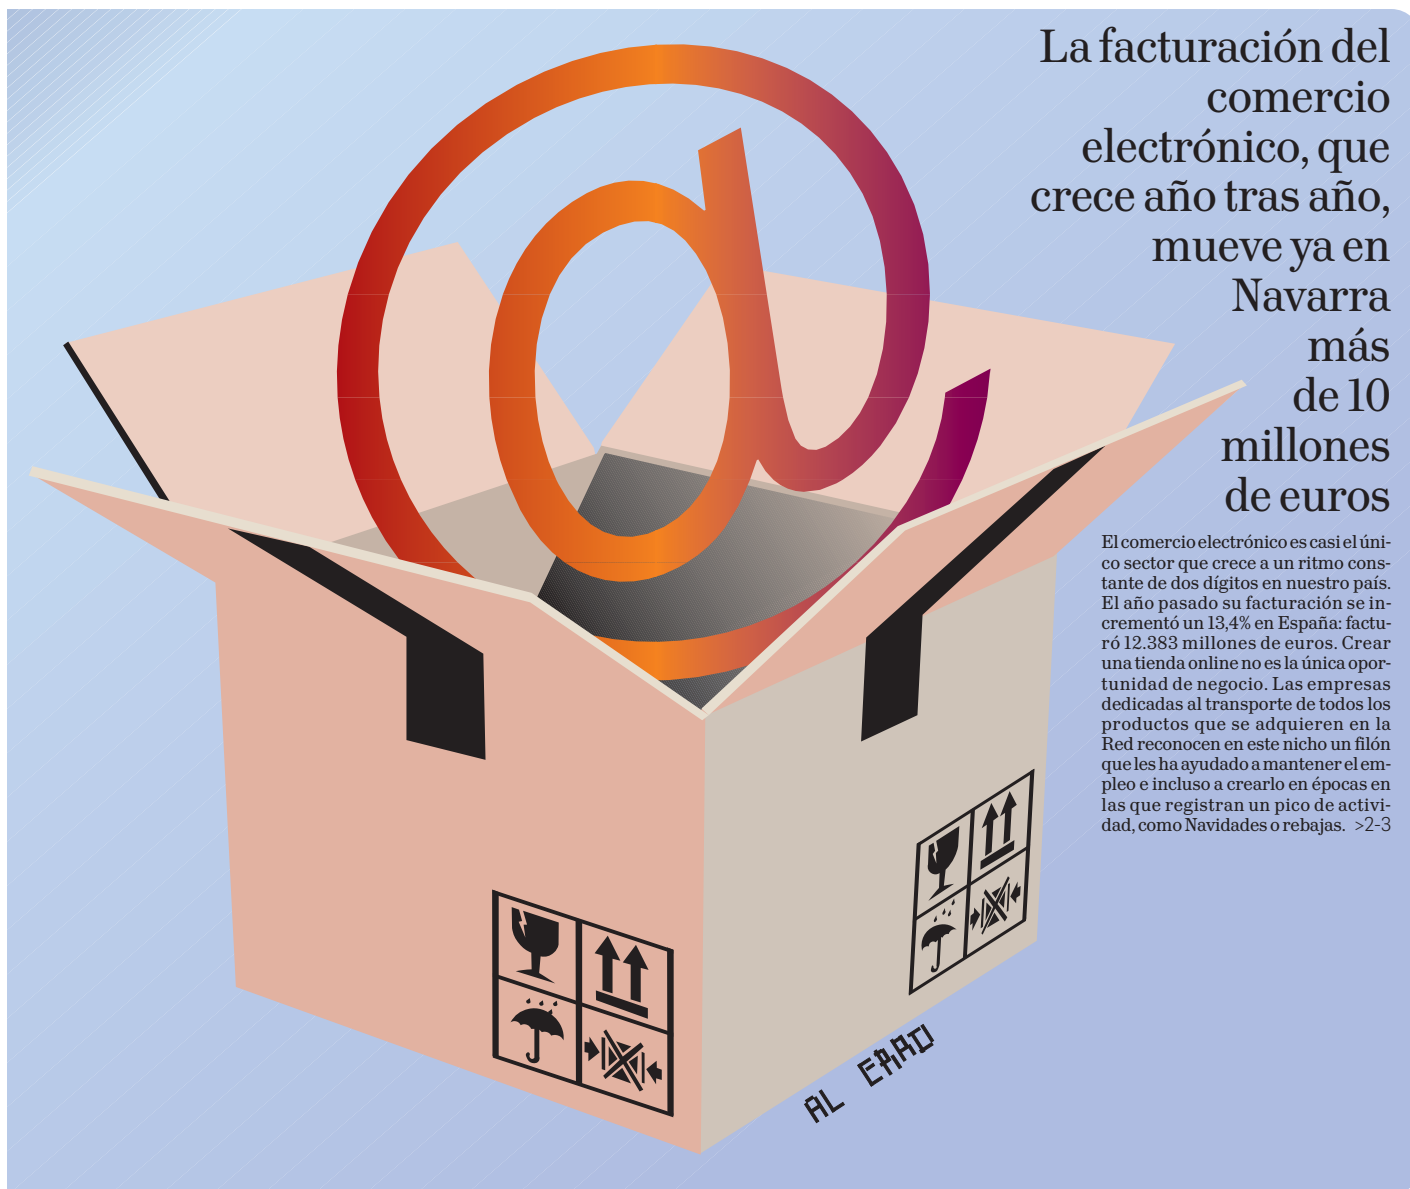 La facturación del
comercio
electrónico, que
crece año tras año,
mueve ya en
Navarra
más
de 10
millones
de euros
El comercio electrónico es casi el úni-
co sector que crece a un ritmo cons-
tante de dos dígitos en nuestro país.
El año pasado su facturación se in-
crementó un 13,4% en España: factu-
ró 12.383 millones de euros. Crear
una tienda online no es la única opor-
tunidad de negocio. Las empresas
dedicadas al transporte de todos los
productos que se adquieren en la
Red reconocen en este nicho un filón
que les ha ayudado a mantener el em-
pleo e incluso a crearlo en épocas en
las que registran un pico de activi-
dad, como Navidades o rebajas. >2-3
@
AL ERRO